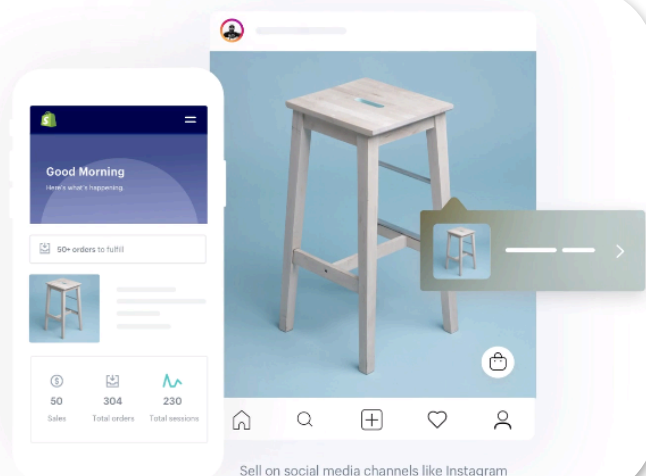 Good Morning
Here's what's happening.
50+ orders to fulfill
50 304 230
Sales Total orders Total sessions
Sell on social media channels like Instagram